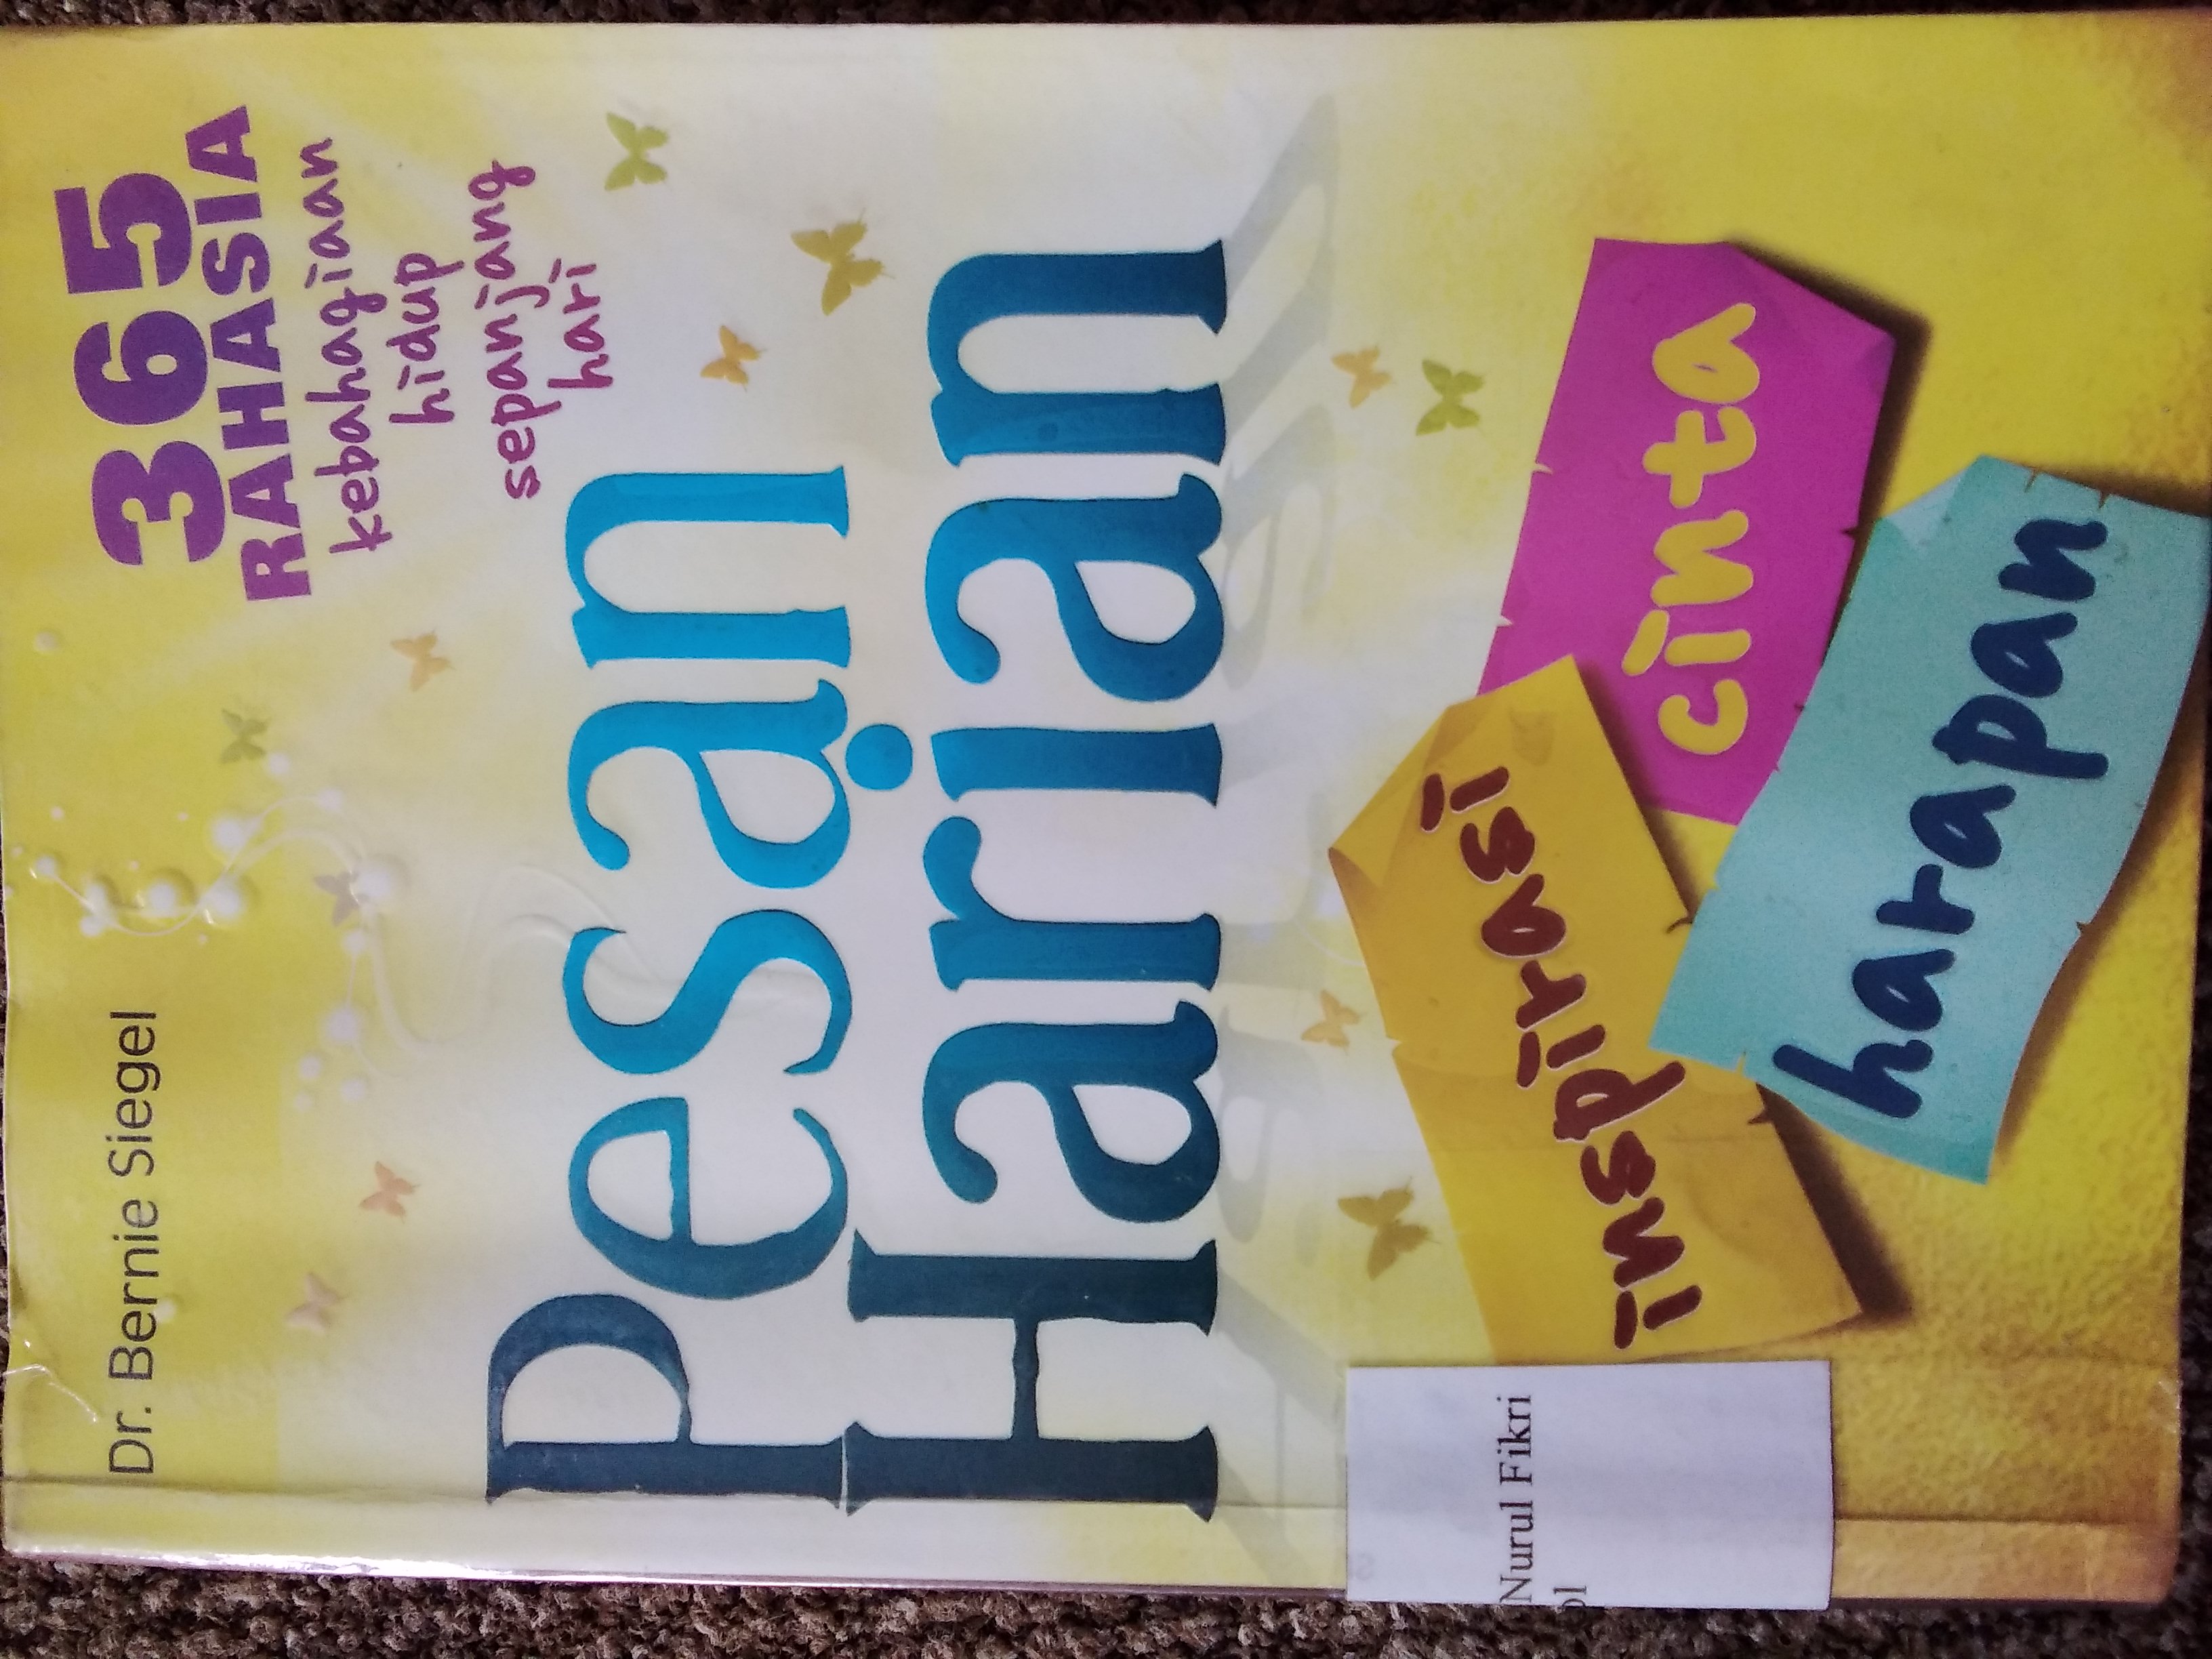 Dr. Bernie Siegel
365
RAHASIA
kebahagiaan
hidup
sepanjang
hari
Pesan
Harian
cinta
inspirasi
harapan
Nurul Fikri